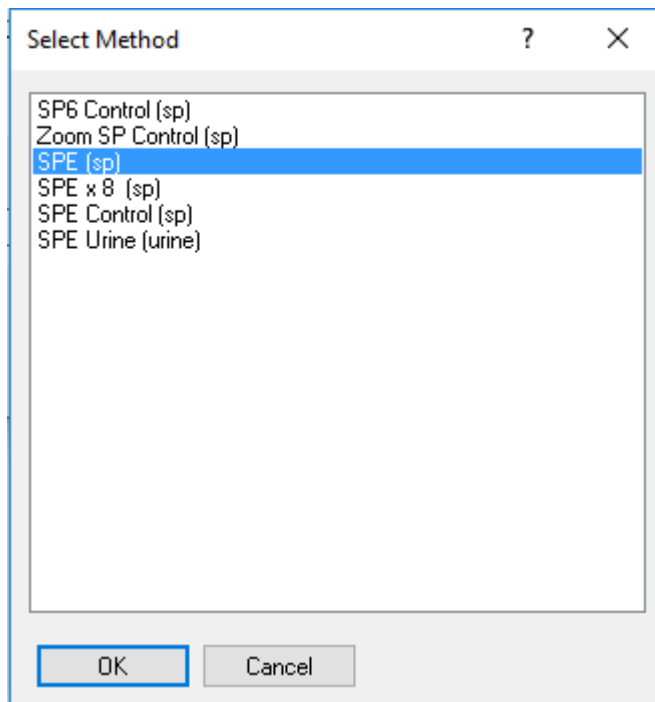 Select Method
? X
SP6 Control (sp)
Zoom SP Control (sp)
SPE (sp)
SPE x 8  (sp)
SPE Control (sp)
SPE Urine (urine)
OK Cancel